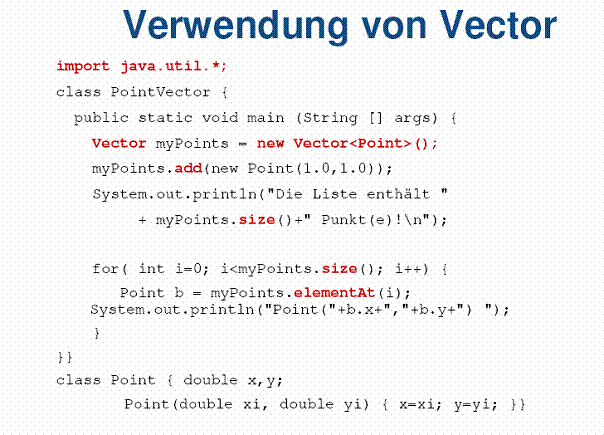 Verwendung von Vector
import java.util.*;
class PointVector {
public static void main (String [] args) {
Vector myPoints = new Vector<Point>();
myPoints.add(new Point(1.0,1.0));
System.out.println("Die Liste enthält "
+ myPoints.size()+" Punkt(e)!\n");
for( int i=0; i<myPoints.size(); i++) {
Point b = myPoints.elementAt(i);
System.out.println("Point("+b.x+","+b.y+") ");
}
}}
class Point { double x,y;
Point(double xi, double yi) { x=xi; y=yi; }}